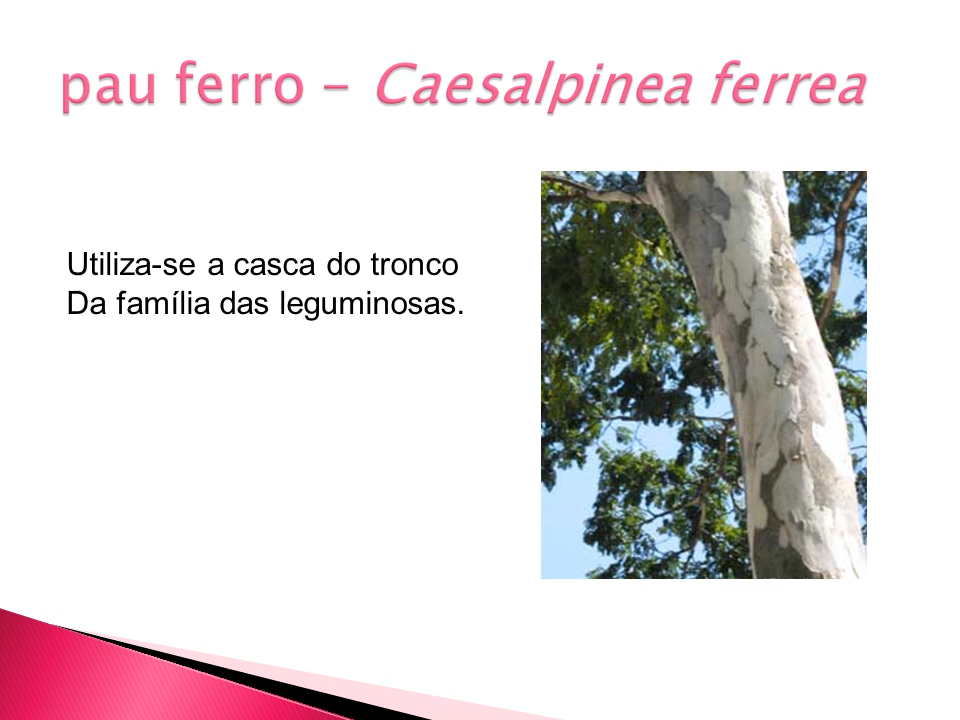 pau ferro - Caesalpinea ferrea
Utiliza-se a casca do tronco
Da família das leguminosas.